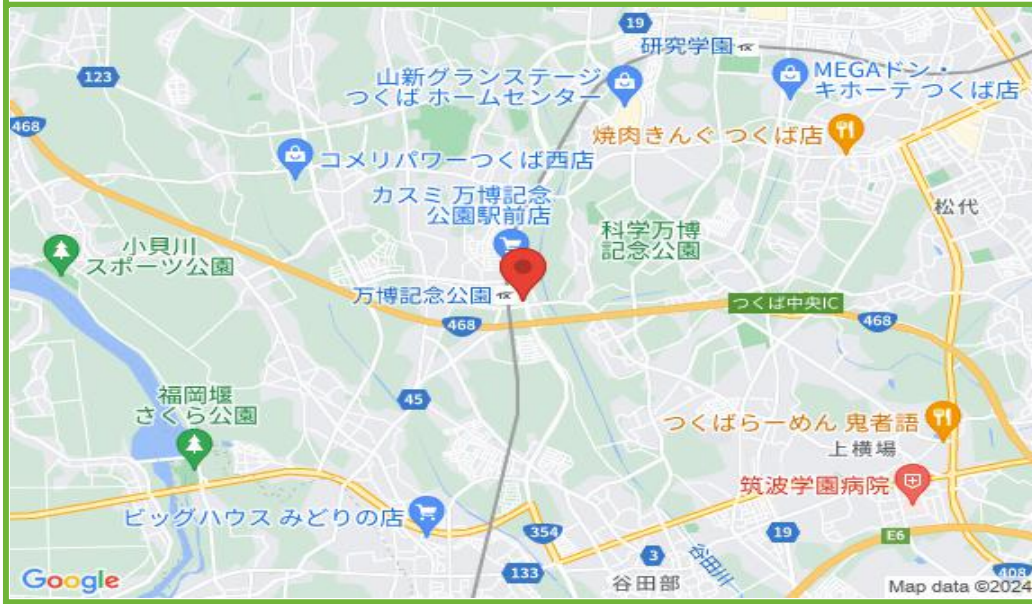 19
研究学園
123
山新グランステージ
つくば ホームセンター
MEGAドン・
キホーテ つくば店
468
焼肉きんぐ つくば店
コメリパワーつくば西店
カスミ 万博記念
公園駅前店
松代
小貝川
スポーツ公園
科学万博
記念公園
万博記念公園
つくば中央IC
468
468
福岡堰
さくら公園
45
つくばらーめん 鬼者語
上横場
筑波学園病院
ビッグハウス みどりの店
354
19
E6
3
谷田川
133
谷田部
408
Google
Map data ©2024